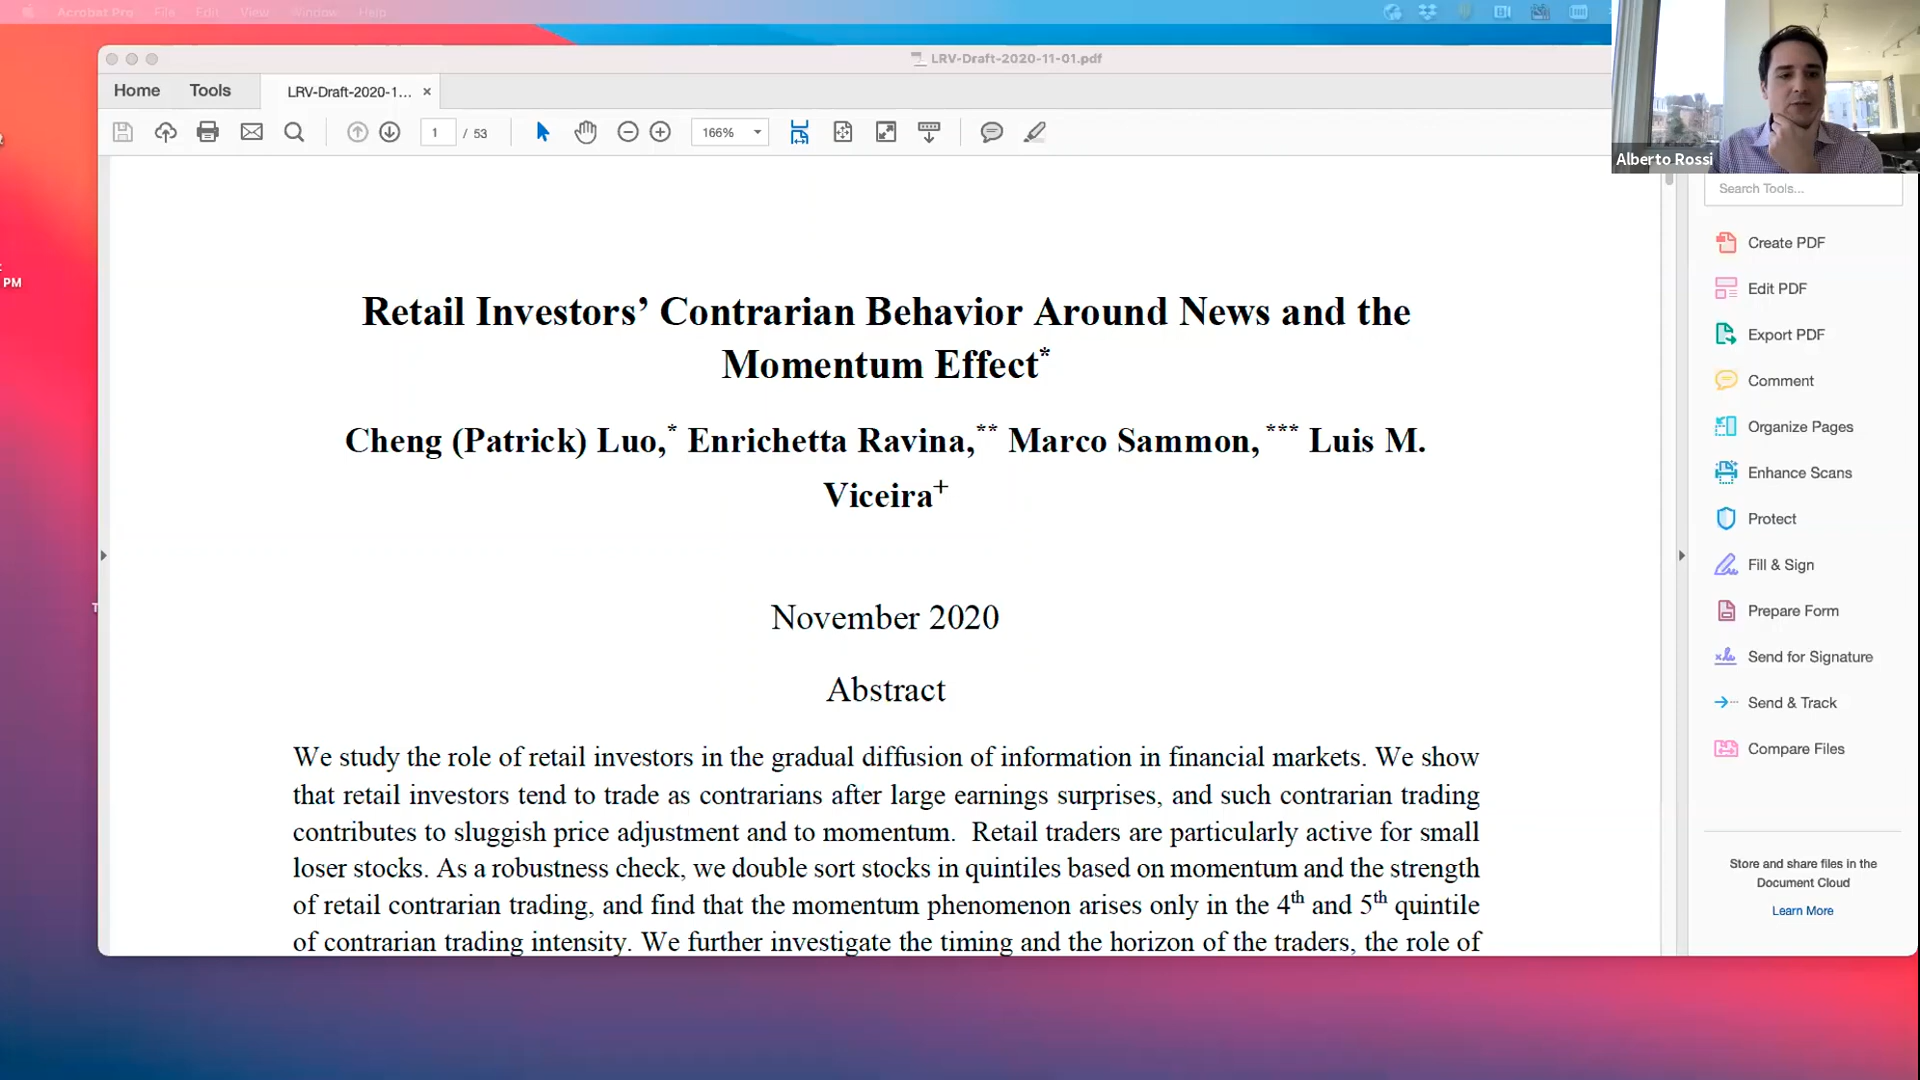 Acrobat Pro File Edit View Window Help
LRV-Draft-2020-11-01.pdf
Home Tools LRV-Draft-2020-1... ×
1 / 53 166%
Alberto Rossi
Search Tools...
PM
Retail Investors’ Contrarian Behavior Around News and the
Momentum Effect*
Cheng (Patrick) Luo,* Enrichetta Ravina,** Marco Sammon,*** Luis M.
Viceira+
November 2020
Abstract
We study the role of retail investors in the gradual diffusion of information in financial markets. We show
that retail investors tend to trade as contrarians after large earnings surprises, and such contrarian trading
contributes to sluggish price adjustment and to momentum. Retail traders are particularly active for small
loser stocks. As a robustness check, we double sort stocks in quintiles based on momentum and the strength
of retail contrarian trading, and find that the momentum phenomenon arises only in the 4th and 5th quintile
of contrarian trading intensity. We further investigate the timing and the horizon of the traders, the role of
Create PDF
Edit PDF
Export PDF
Comment
Organize Pages
Enhance Scans
Protect
Fill & Sign
Prepare Form
Send for Signature
Send & Track
Compare Files
Store and share files in the
Document Cloud
Learn More